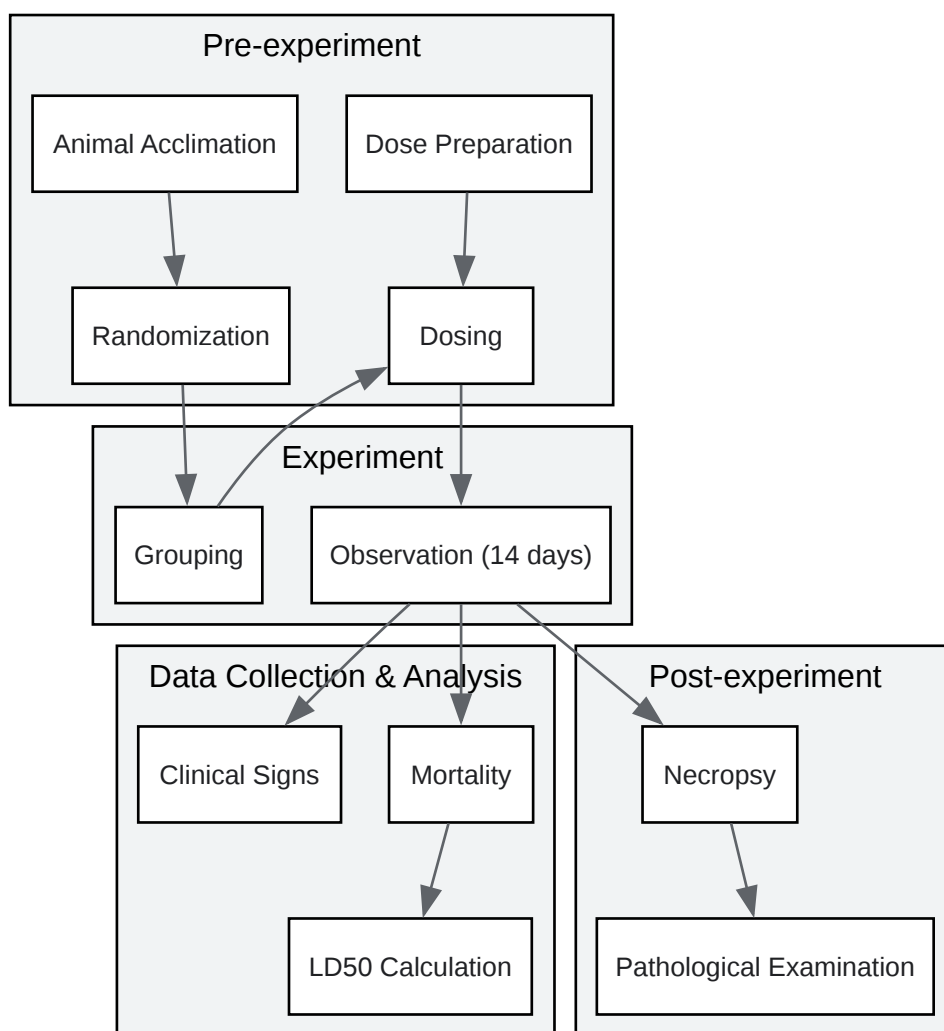 Pre-experiment
Animal Acclimation
Dose Preparation
Randomization
Dosing
Experiment
Grouping
Observation (14 days)
Data Collection & Analysis
Post-experiment
Clinical Signs
Mortality
Necropsy
LD50 Calculation
Pathological Examination